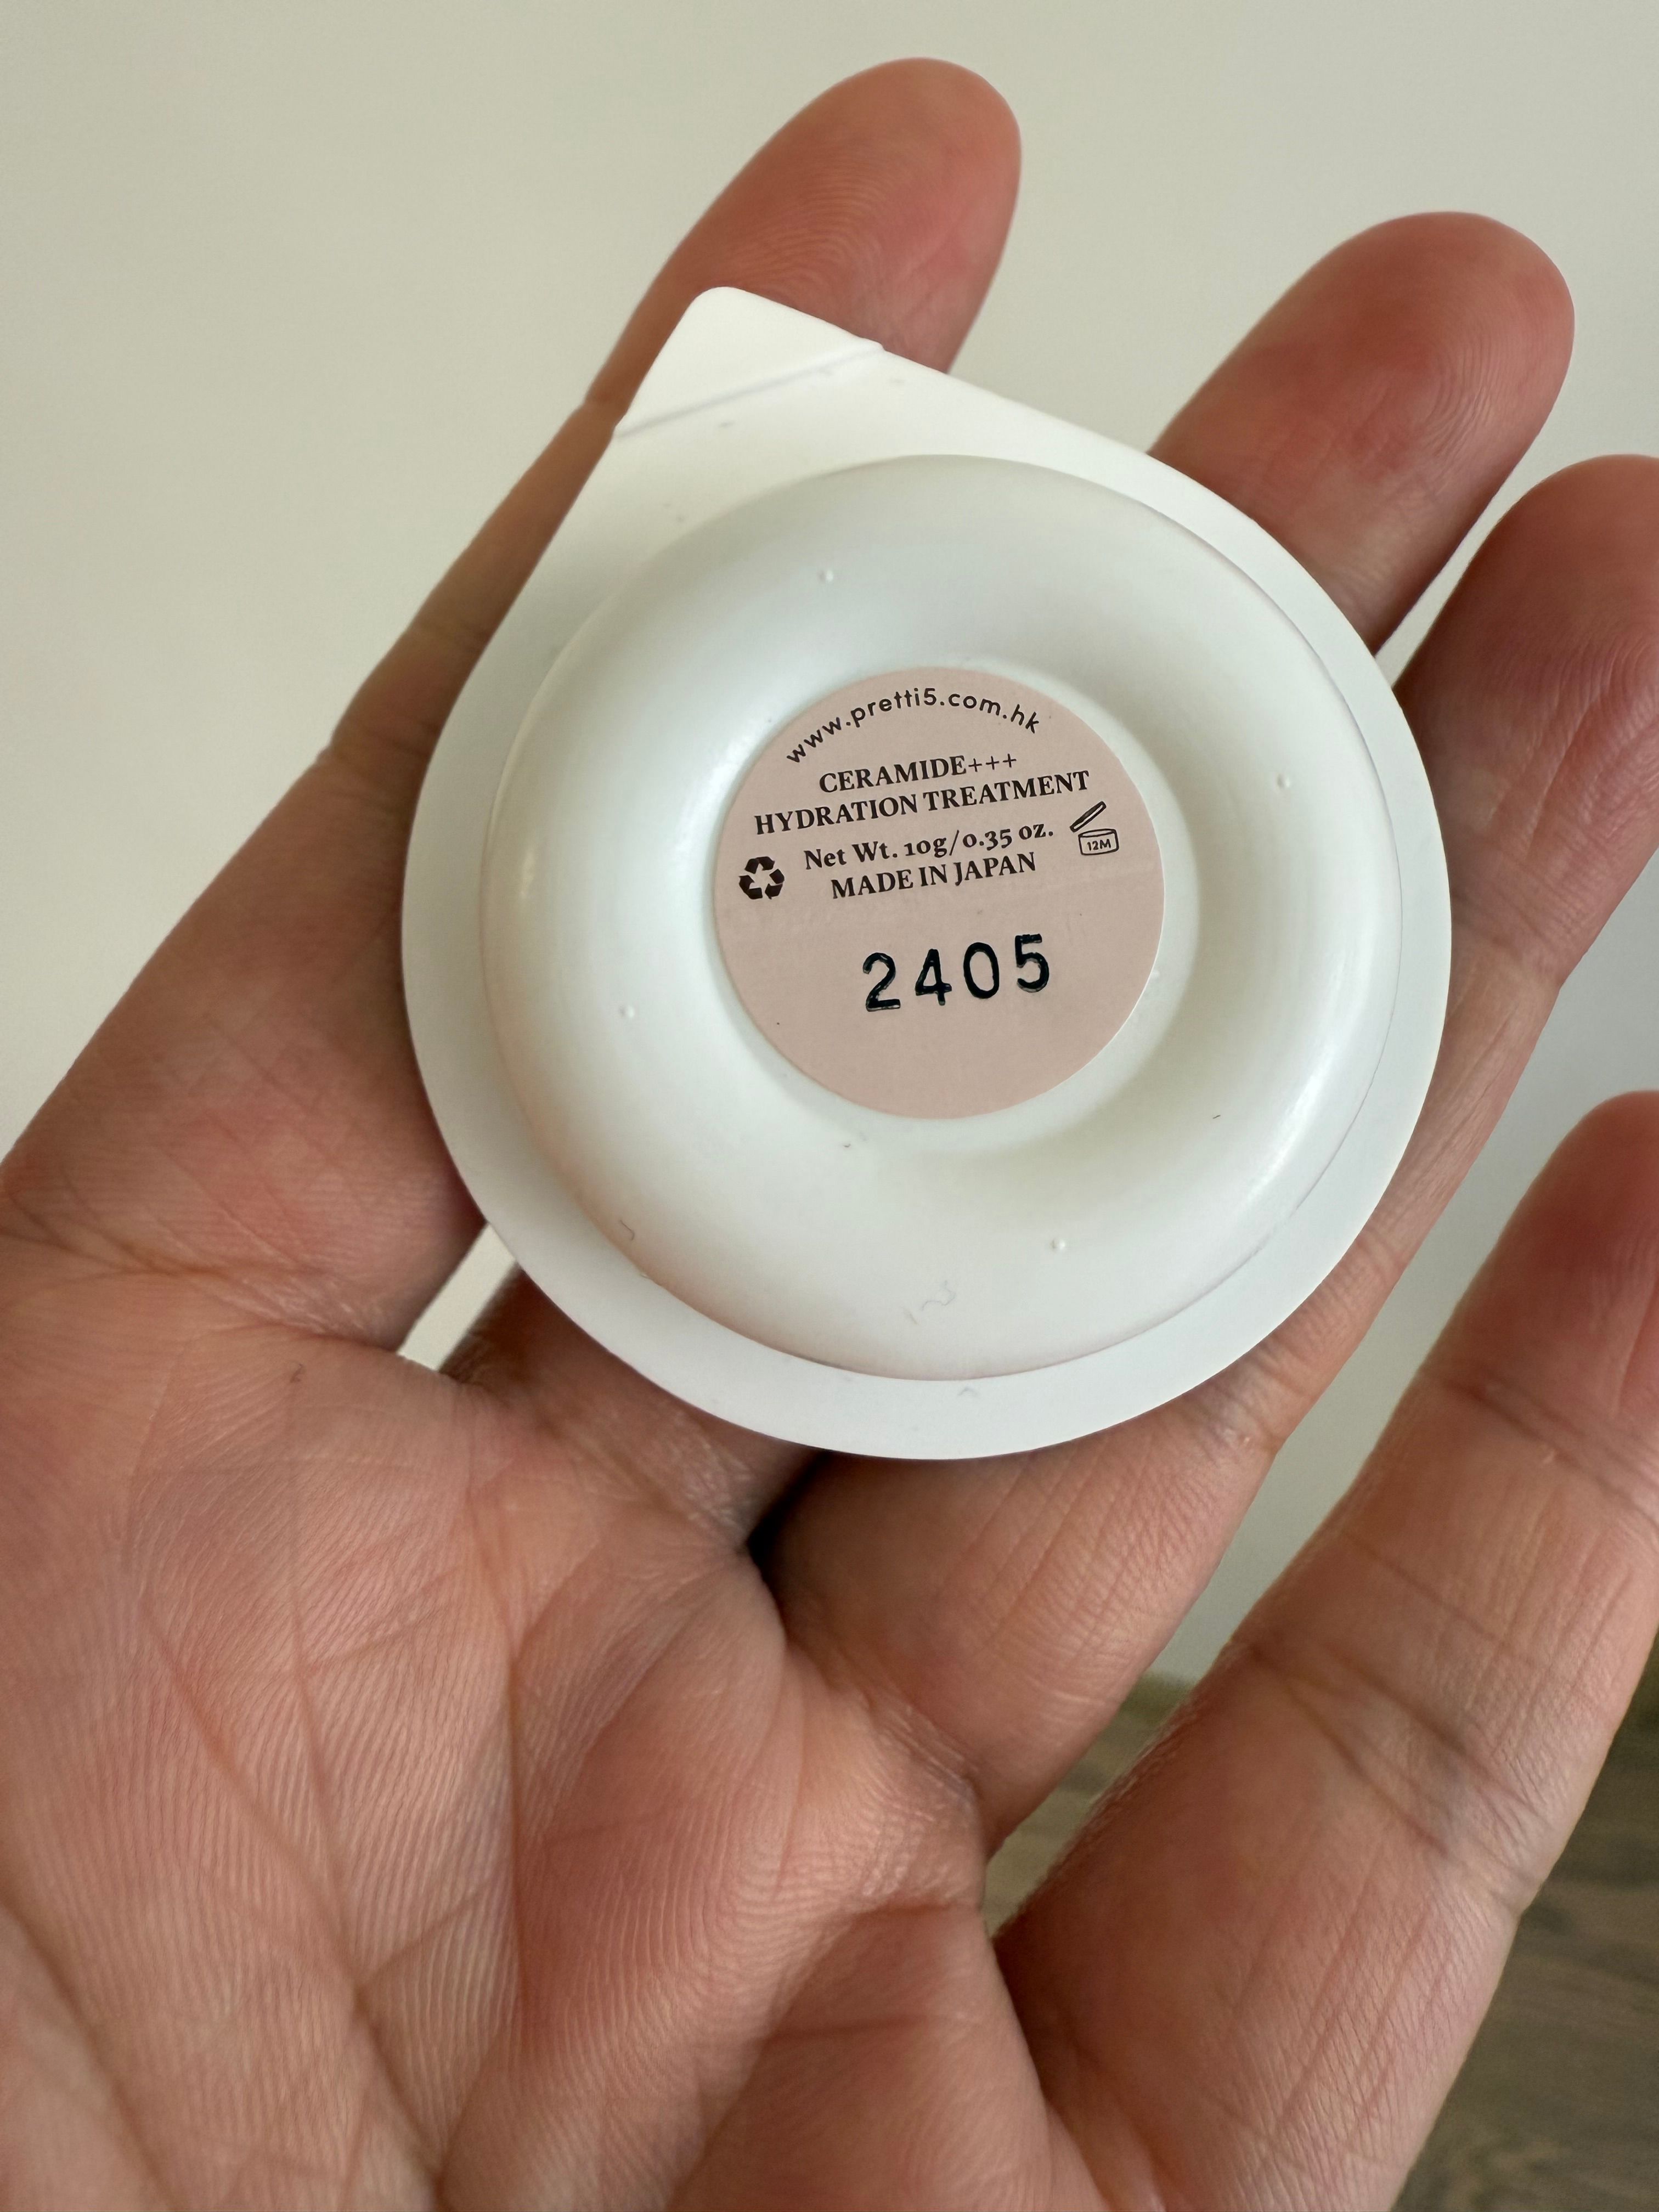 www.pretti5.com.hk
CERAMIDE+++
HYDRATION TREATMENT
Net Wt. 10g/0.35 oz.
12M
MADE IN JAPAN
2405